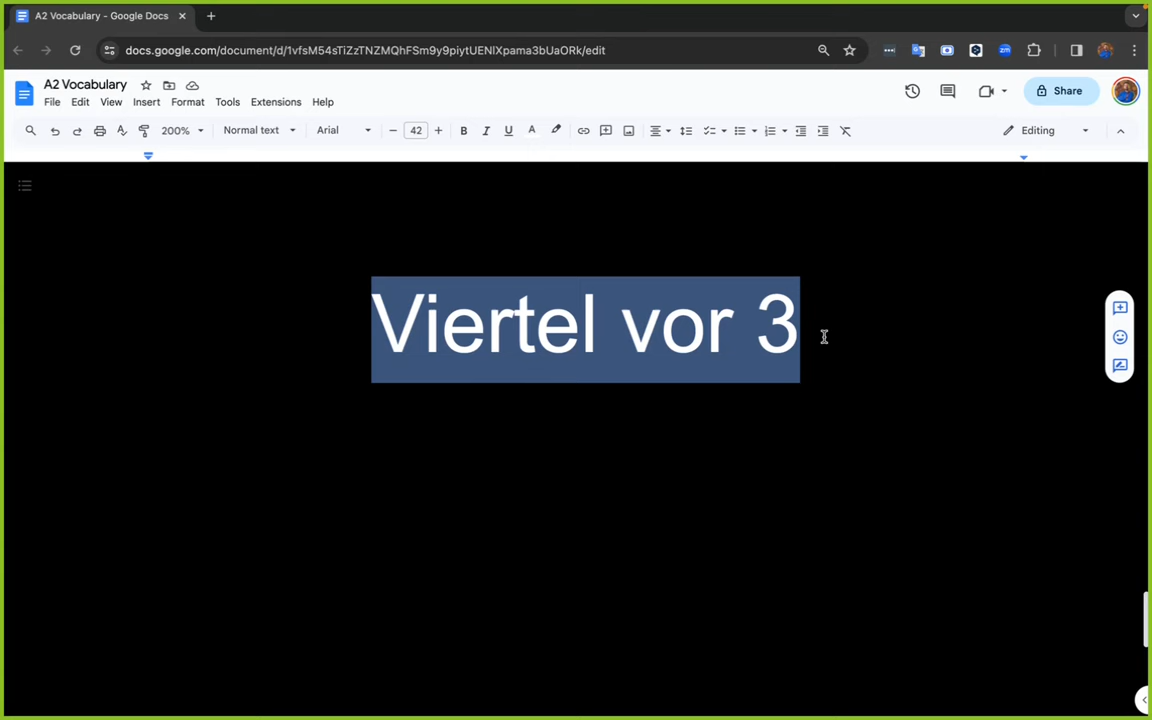 A2 Vocabulary - Google Docs
docs.google.com/document/d/1vfsM54sTiZzTNZMQhFSm9y9piytUENIXpama3bUaORk/edit
A2 Vocabulary
File Edit View Insert Format Tools Extensions Help
Share
200% Normal text Arial 42 B I U A Editing
Viertel vor 3